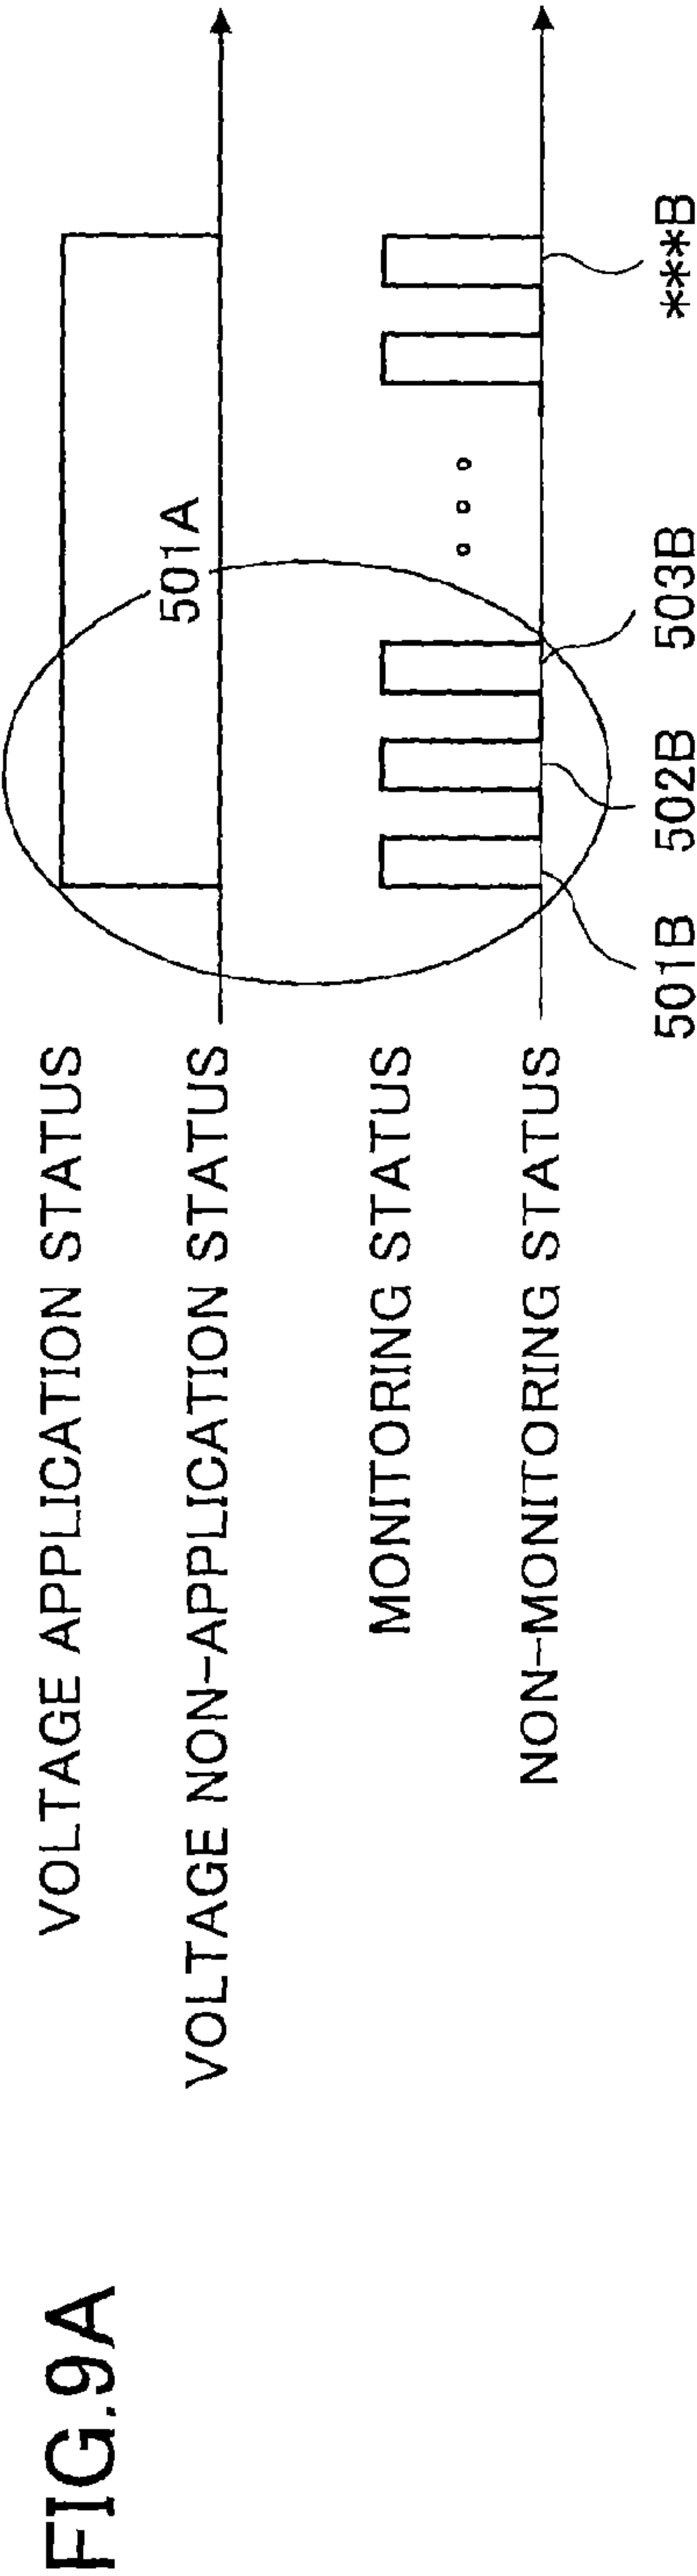 FIG.9A
VOLTAGE APPLICATION STATUS
501A
VOLTAGE NON-APPLICATION STATUS
MONITORING STATUS
NON-MONITORING STATUS
501B 502B 503B ***B